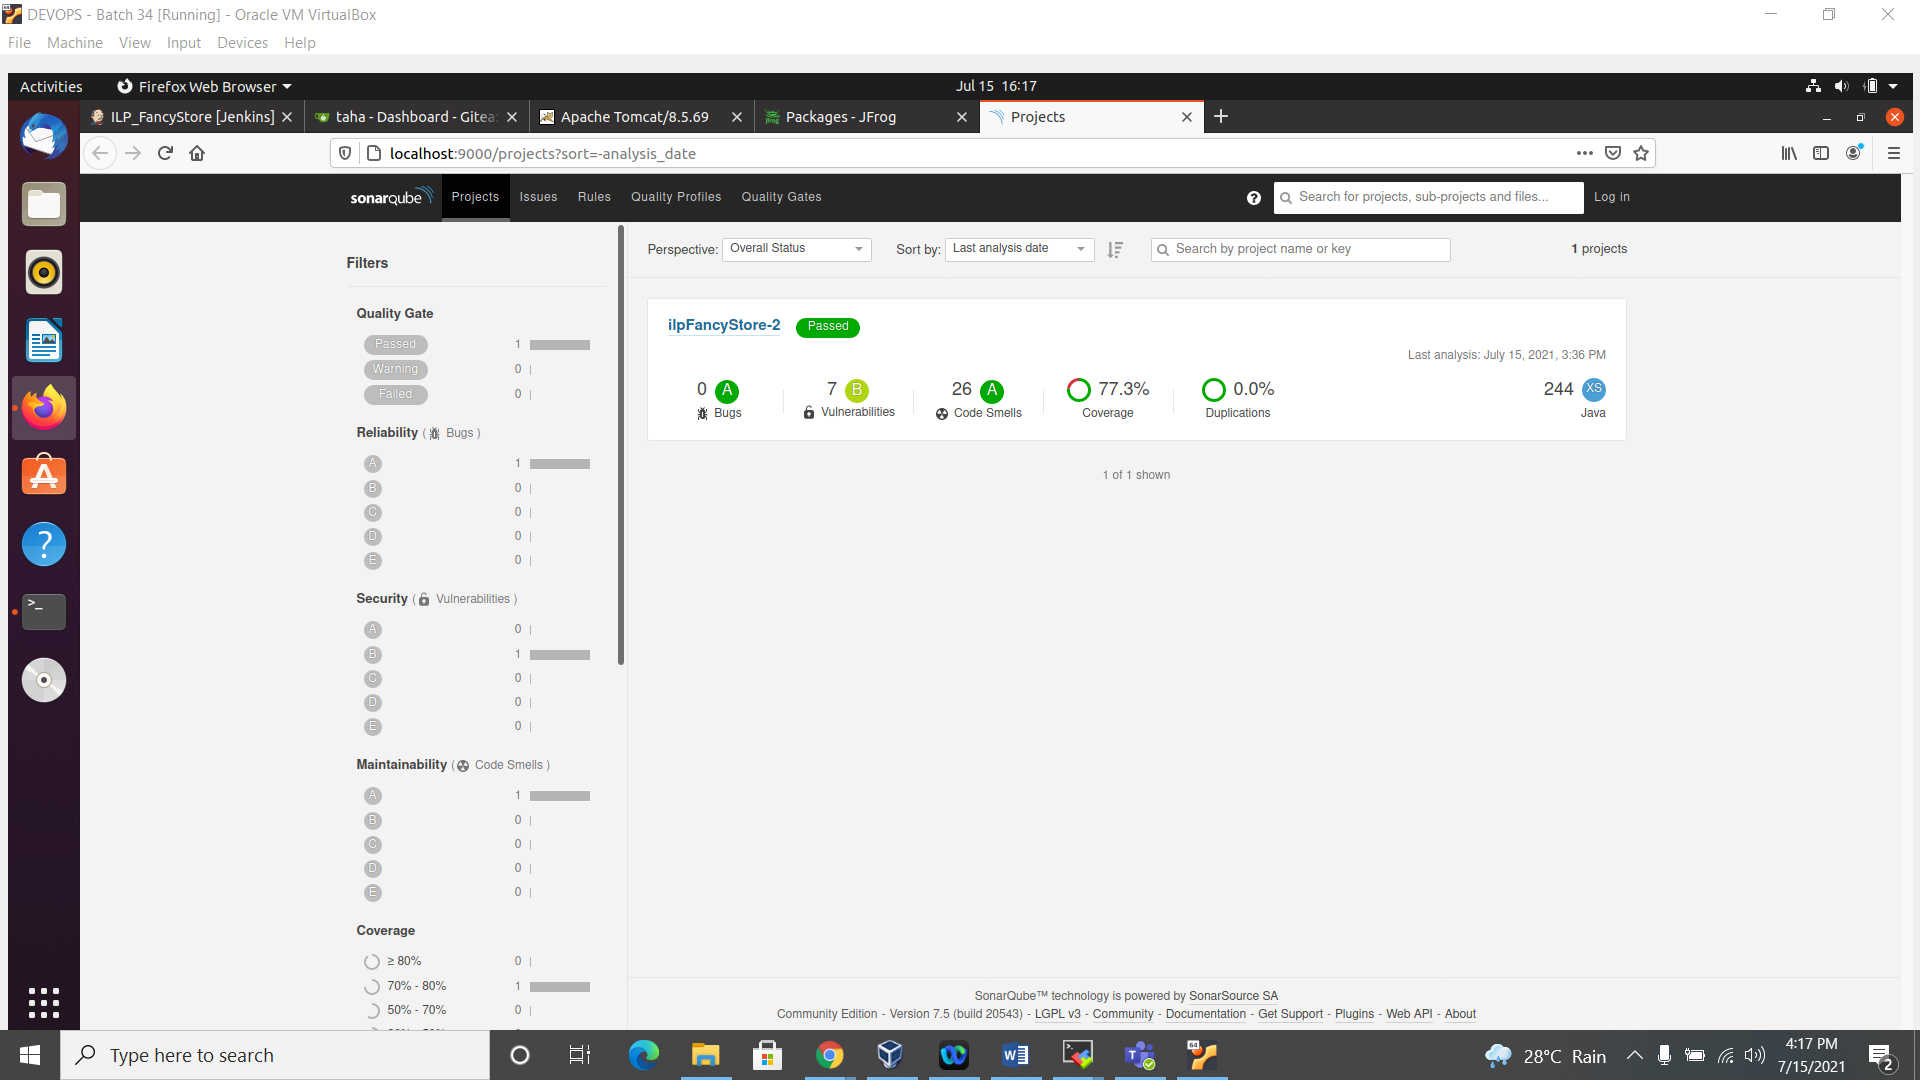 DEVOPS - Batch 34 [Running] - Oracle VM VirtualBox
File Machine View Input Devices Help
Activities Firefox Web Browser Jul 15 16:17
ILP_FancyStore [Jenkins] taha - Dashboard - Gitea: Apache Tomcat/8.5.69 Packages - JFrog Projects
localhost:9000/projects?sort=-analysis_date
sonarqube Projects Issues Rules Quality Profiles Quality Gates Search for projects, sub-projects and files... Log in
Perspective: Overall Status Sort by: Last analysis date Search by project name or key 1 projects
Filters
Quality Gate
Passed 1
Warning 0
Failed 0
Reliability ( Bugs )
A 1
B 0
C 0
D 0
E 0
Security ( Vulnerabilities )
A 0
B 1
C 0
D 0
E 0
Maintainability ( Code Smells )
A 1
B 0
C 0
D 0
E 0
Coverage
≥ 80% 0
70% - 80% 1
50% - 70% 0
ilpFancyStore-2 Passed
Last analysis: July 15, 2021, 3:36 PM
0 A 7 B 26 A 77.3% 0.0% 244 XS
Bugs Vulnerabilities Code Smells Coverage Duplications Java
1 of 1 shown
SonarQube™ technology is powered by SonarSource SA
Community Edition - Version 7.5 (build 20543) - LGPL v3 - Community - Documentation - Get Support - Plugins - Web API - About
Type here to search
28°C Rain
4:17 PM
7/15/2021
2